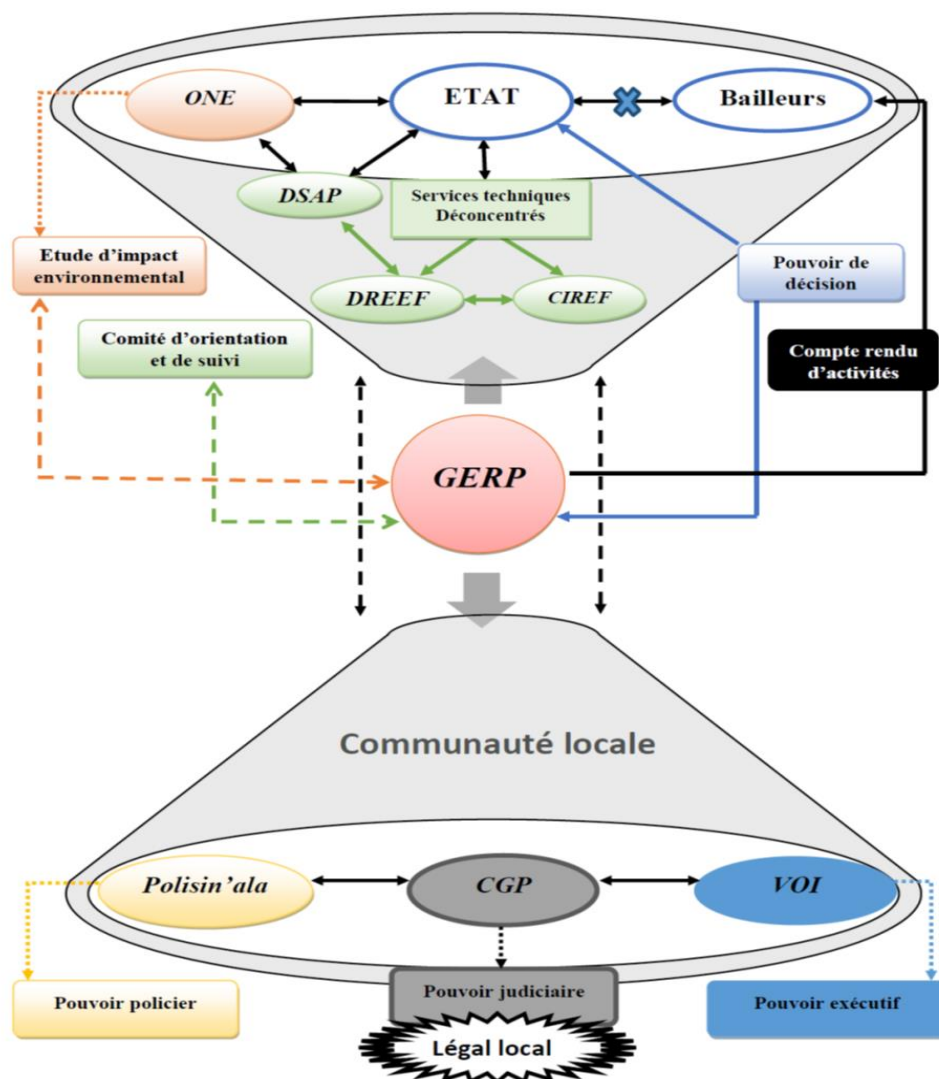 ONE
ETAT
Bailleurs
DSAP
Services techniques
Déconcentrés
Etude d'impact
environnemental
Pouvoir de
décision
DREEF
CIREF
Comité d'orientation
et de suivi
Compte rendu
d'activités
GERP
Communauté locale
Polisin'ala
CGP
VOI
Pouvoir policier
Pouvoir judiciaire
Pouvoir exécutif
Légal local